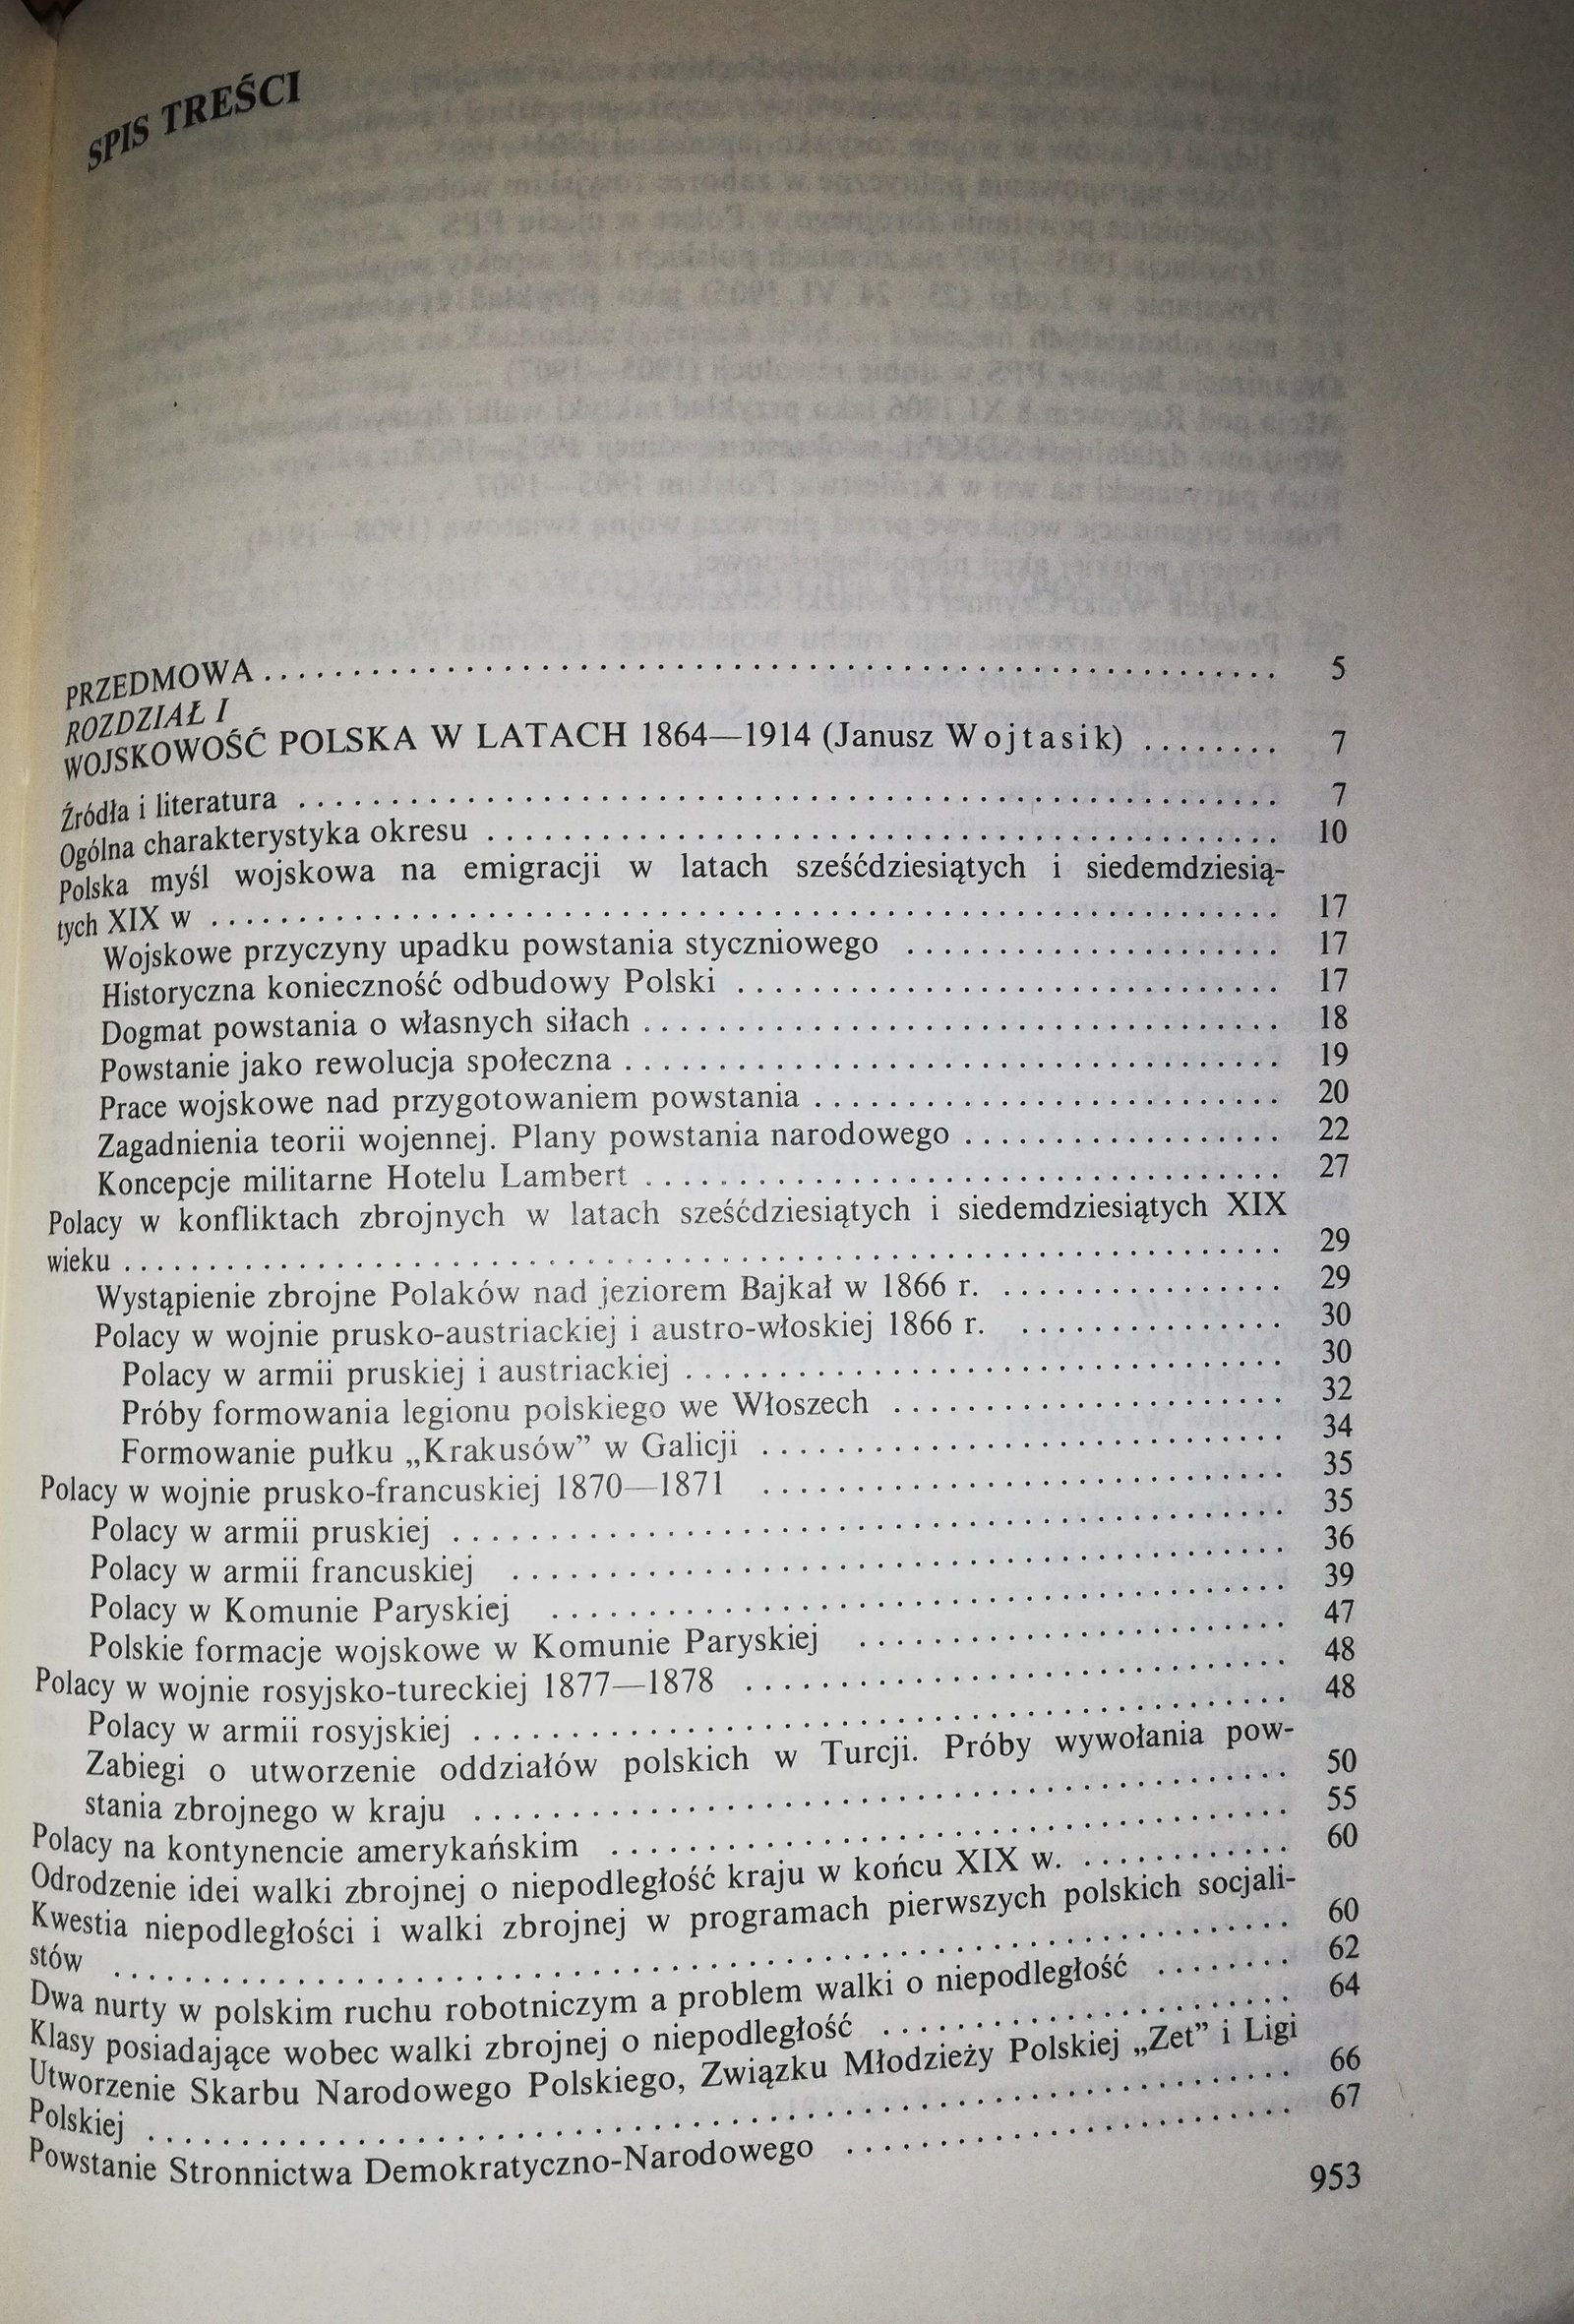 SPIS TREŚCI
PRZEDMOWA . . . . . . . . . . 5
ROZDZIAŁ I
WOJSKOWOŚĆ POLSKA W LATACH 1864—1914 (Janusz Wojtasik) . . . . . . . . 7
Źródła i literatura . . . . . . . . . . 7
Ogólna charakterystyka okresu . . . . . . . . . . 10
Polska myśl wojskowa na emigracji w latach sześćdziesiątych i siedemdziesią-
tych XIX w . . . . . . . . . . 17
Wojskowe przyczyny upadku powstania styczniowego . . . . . . . . . . 17
Historyczna konieczność odbudowy Polski . . . . . . . . . . 17
Dogmat powstania o własnych siłach . . . . . . . . . . 18
Powstanie jako rewolucja społeczna . . . . . . . . . . 19
Prace wojskowe nad przygotowaniem powstania . . . . . . . . . . 20
Zagadnienia teorii wojennej. Plany powstania narodowego . . . . . . . . . . 22
Koncepcje militarne Hotelu Lambert . . . . . . . . . . 27
Polacy w konfliktach zbrojnych w latach sześćdziesiątych i siedemdziesiątych XIX
wieku . . . . . . . . . . 29
Wystąpienie zbrojne Polaków nad jeziorem Bajkał w 1866 r. . . . . . . . . . . 29
Polacy w wojnie prusko-austriackiej i austro-włoskiej 1866 r. . . . . . . . . . . 30
Polacy w armii pruskiej i austriackiej . . . . . . . . . . 30
Próby formowania legionu polskiego we Włoszech . . . . . . . . . . 32
Formowanie pułku „Krakusów” w Galicji . . . . . . . . . . 34
Polacy w wojnie prusko-francuskiej 1870—1871 . . . . . . . . . . 35
Polacy w armii pruskiej . . . . . . . . . . 35
Polacy w armii francuskiej . . . . . . . . . . 36
Polacy w Komunie Paryskiej . . . . . . . . . . 39
Polskie formacje wojskowe w Komunie Paryskiej . . . . . . . . . . 47
Polacy w wojnie rosyjsko-tureckiej 1877—1878 . . . . . . . . . . 48
Polacy w armii rosyjskiej . . . . . . . . . . 48
Zabiegi o utworzenie oddziałów polskich w Turcji. Próby wywołania pow-
stania zbrojnego w kraju . . . . . . . . . . 50
Polacy na kontynencie amerykańskim . . . . . . . . . . 55
Odrodzenie idei walki zbrojnej o niepodległość kraju w końcu XIX w. . . . . . . . . . . 60
Kwestia niepodległości i walki zbrojnej w programach pierwszych polskich socjali-
stów . . . . . . . . . . 60
Dwa nurty w polskim ruchu robotniczym a problem walki o niepodległość . . . . . . . . 62
Klasy posiadające wobec walki zbrojnej o niepodległość . . . . . . . . . . 64
Utworzenie Skarbu Narodowego Polskiego, Związku Młodzieży Polskiej „Zet” i Ligi
Polskiej . . . . . . . . . . 66
Powstanie Stronnictwa Demokratyczno-Narodowego . . . . . . . . . . 67
953